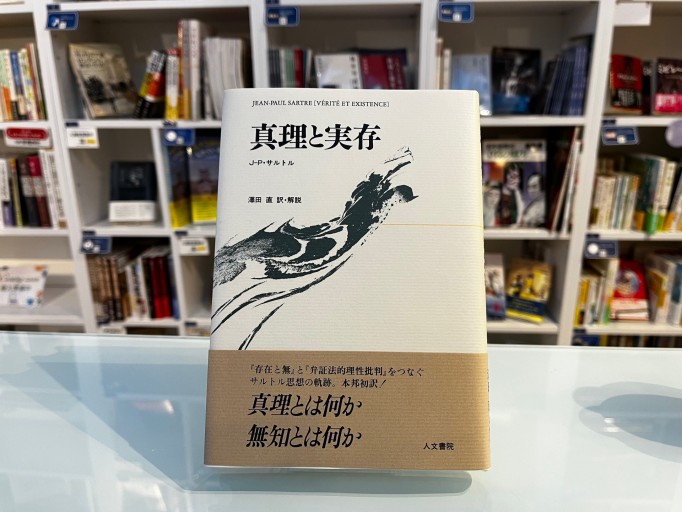 JEAN-PAUL SARTRE [VÉRITÉ ET EXISTENCE]
真理と実存
J-P・サルトル
澤田 直 訳・解説
『存在と無』と『弁証法的理性批判』をつなぐ
サルトル思想の軌跡。本邦初訳!
真理とは何か
無知とは何か
人文書院